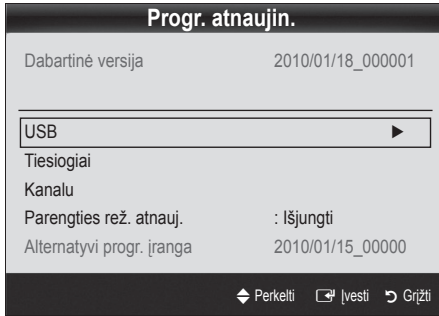 Progr. atnaujin.
Dabartinė versija 2010/01/18_000001
USB ►
Tiesiogiai
Kanalu
Parengties rež. atnauj. : Išjungti
Alternatyvi progr. įranga 2010/01/15_00000
Perkelti Įvesti Grįžti